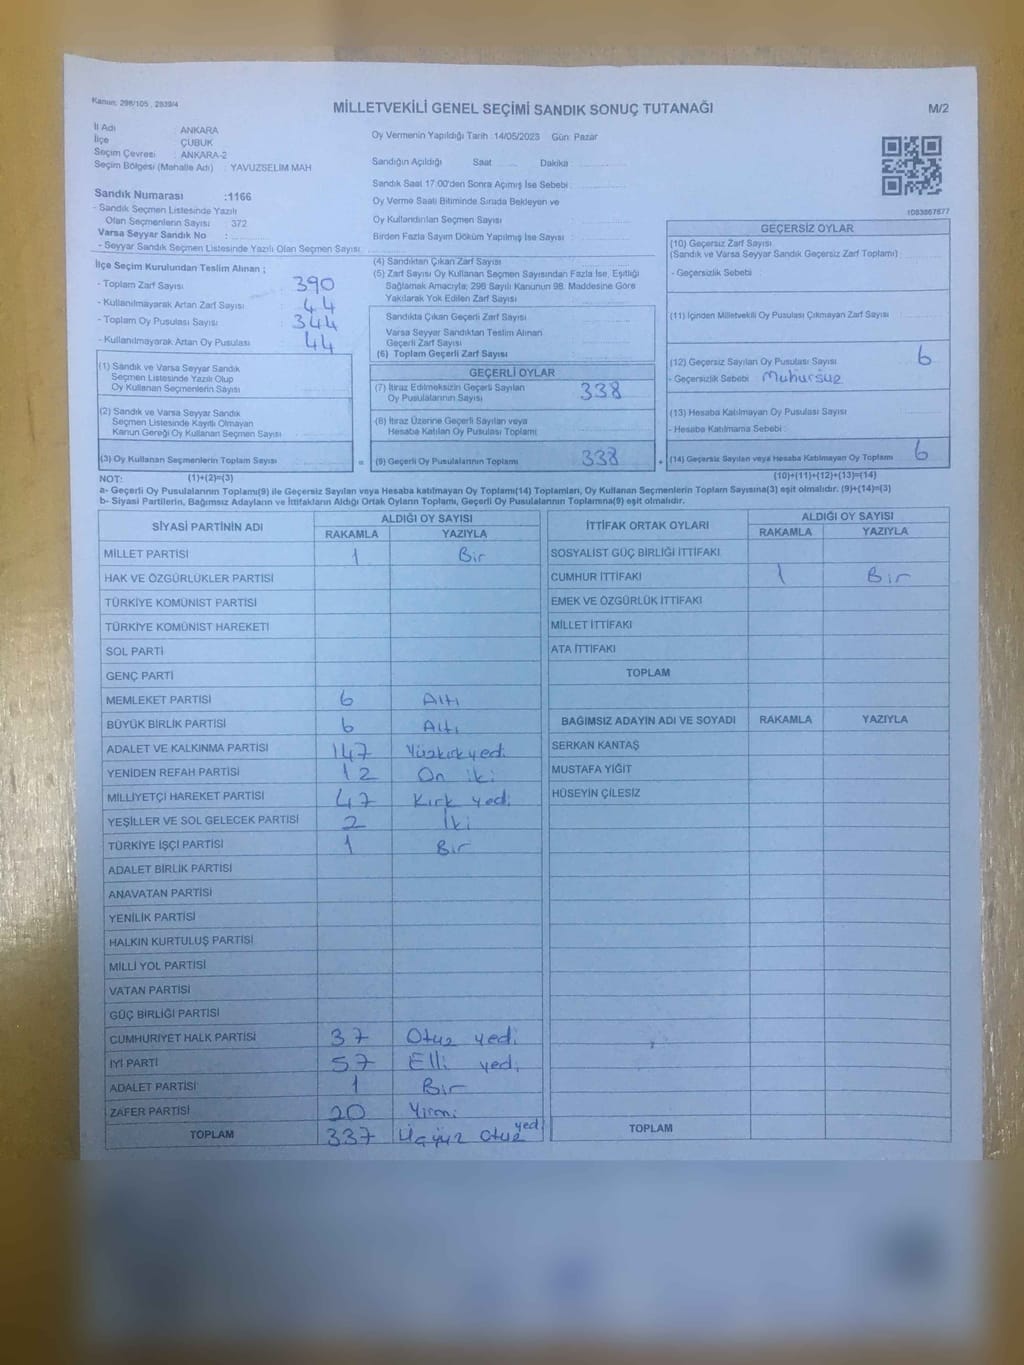 Kanun: 298/105 , 2839/4
MİLLETVEKİLİ GENEL SEÇİMİ SANDIK SONUÇ TUTANAĞI
M/2
İl Adı : ANKARA
İlçe : ÇUBUK
Seçim Çevresi : ANKARA-2
Seçim Bölgesi (Mahalle Adı) : YAVUZSELİM MAH
Oy Vermenin Yapıldığı Tarih :14/05/2023 Gün: Pazar
Sandığın Açıldığı Saat Dakika :
Sandık Saat 17:00'den Sonra Açımış İse Sebebi :
Oy Verme Saati Bitiminde Sırada Bekleyen ve
Oy Kullandırılan Seçmen Sayısı :
Birden Fazla Sayım Döküm Yapılmış İse Sayısı :
1083867877
Sandık Numarası :1166
- Sandık Seçmen Listesinde Yazılı
Olan Seçmenlerin Sayısı : 372
Varsa Seyyar Sandık No :
- Seyyar Sandık Seçmen Listesinde Yazılı Olan Seçmen Sayısı:
İlçe Seçim Kurulundan Teslim Alınan ;
- Toplam Zarf Sayısı : 390
- Kullanılmayarak Artan Zarf Sayısı : 44
- Toplam Oy Pusulası Sayısı : 344
- Kullanılmayarak Artan Oy Pusulası : 44
(1) Sandık ve Varsa Seyyar Sandık
Seçmen Listesinde Yazılı Olup
Oy Kullanan Seçmenlerin Sayısı :
(2) Sandık ve Varsa Seyyar Sandık
Seçmen Listesinde Kayıtlı Olmayan
Kanun Gereği Oy Kullanan Seçmen Sayısı :
(3) Oy Kullanan Seçmenlerin Toplam Sayısı :
(4) Sandıktan Çıkan Zarf Sayısı :
(5) Zarf Sayısı Oy Kullanan Seçmen Sayısından Fazla İse, Eşitliği
Sağlamak Amacıyla; 298 Sayılı Kanunun 98. Maddesine Göre
Yakılarak Yok Edilen Zarf Sayısı :
Sandıkta Çıkan Geçerli Zarf Sayısı :
Varsa Seyyar Sandıktan Teslim Alınan
Geçerli Zarf Sayısı :
(6) Toplam Geçerli Zarf Sayısı :
GEÇERLİ OYLAR
(7) İtiraz Edilmeksizin Geçerli Sayılan
Oy Pusulalarının Sayısı : 338
(8) İtiraz Üzerine Geçerli Sayılan veya
Hesaba Katılan Oy Pusulası Toplamı :
= (9) Geçerli Oy Pusulalarının Toplamı : 338
GEÇERSİZ OYLAR
(10) Geçersiz Zarf Sayısı
(Sandık ve Varsa Seyyar Sandık Geçersiz Zarf Toplamı) :
- Geçersizlik Sebebi :
(11) İçinden Milletvekili Oy Pusulası Çıkmayan Zarf Sayısı :
(12) Geçersiz Sayılan Oy Pusulası Sayısı : 6
- Geçersizlik Sebebi : Mühürsüz
(13) Hesaba Katılmayan Oy Pusulası Sayısı :
- Hesaba Katılmama Sebebi :
+ (14) Geçersiz Sayılan veya Hesaba Katılmayan Oy Toplamı : 6
NOT: (1)+(2)=(3)
(10)+(11)+(12)+(13)=(14)
a- Geçerli Oy Pusulalarının Toplamı(9) ile Geçersiz Sayılan veya Hesaba katılmayan Oy Toplamı(14) Toplamları, Oy Kullanan Seçmenlerin Toplam Sayısına(3) eşit olmalıdır. (9)+(14)=(3)
b- Siyasi Partilerin, Bağımsız Adayların ve İttifakların Aldığı Ortak Oyların Toplamı, Geçerli Oy Pusulalarının Toplamına(9) eşit olmalıdır.
SİYASİ PARTİNİN ADI ALDIĞI OY SAYISI
RAKAMLA YAZIYLA
MİLLET PARTİSİ 1 Bir
HAK VE ÖZGÜRLÜKLER PARTİSİ
TÜRKİYE KOMÜNİST PARTİSİ
TÜRKİYE KOMÜNİST HAREKETİ
SOL PARTİ
GENÇ PARTİ
MEMLEKET PARTİSİ 6 Altı
BÜYÜK BİRLİK PARTİSİ 6 Altı
ADALET VE KALKINMA PARTİSİ 147 Yüzkırkyedi
YENİDEN REFAH PARTİSİ 12 On iki
MİLLİYETÇİ HAREKET PARTİSİ 47 Kırk yedi
YEŞİLLER VE SOL GELECEK PARTİSİ 2 İki
TÜRKİYE İŞÇİ PARTİSİ 1 Bir
ADALET BİRLİK PARTİSİ
ANAVATAN PARTİSİ
YENİLİK PARTİSİ
HALKIN KURTULUŞ PARTİSİ
MİLLİ YOL PARTİSİ
VATAN PARTİSİ
GÜÇ BİRLİĞİ PARTİSİ
CUMHURİYET HALK PARTİSİ 37 Otuz yedi
İYİ PARTİ 57 Elli yedi
ADALET PARTİSİ 1 Bir
ZAFER PARTİSİ 20 Yirmi
TOPLAM 337 Üçyüz otuz yedi
İTTİFAK ORTAK OYLARI ALDIĞI OY SAYISI
RAKAMLA YAZIYLA
SOSYALİST GÜÇ BİRLİĞİ İTTİFAKI
CUMHUR İTTİFAKI 1 Bir
EMEK VE ÖZGÜRLÜK İTTİFAKI
MİLLET İTTİFAKI
ATA İTTİFAKI
TOPLAM
BAĞIMSIZ ADAYIN ADI VE SOYADI RAKAMLA YAZIYLA
SERKAN KANTAŞ
MUSTAFA YİĞİT
HÜSEYİN ÇİLESİZ
TOPLAM